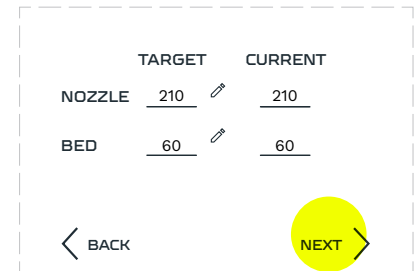 TARGET CURRENT
NOZZLE 210 210
BED 60 60
BACK NEXT